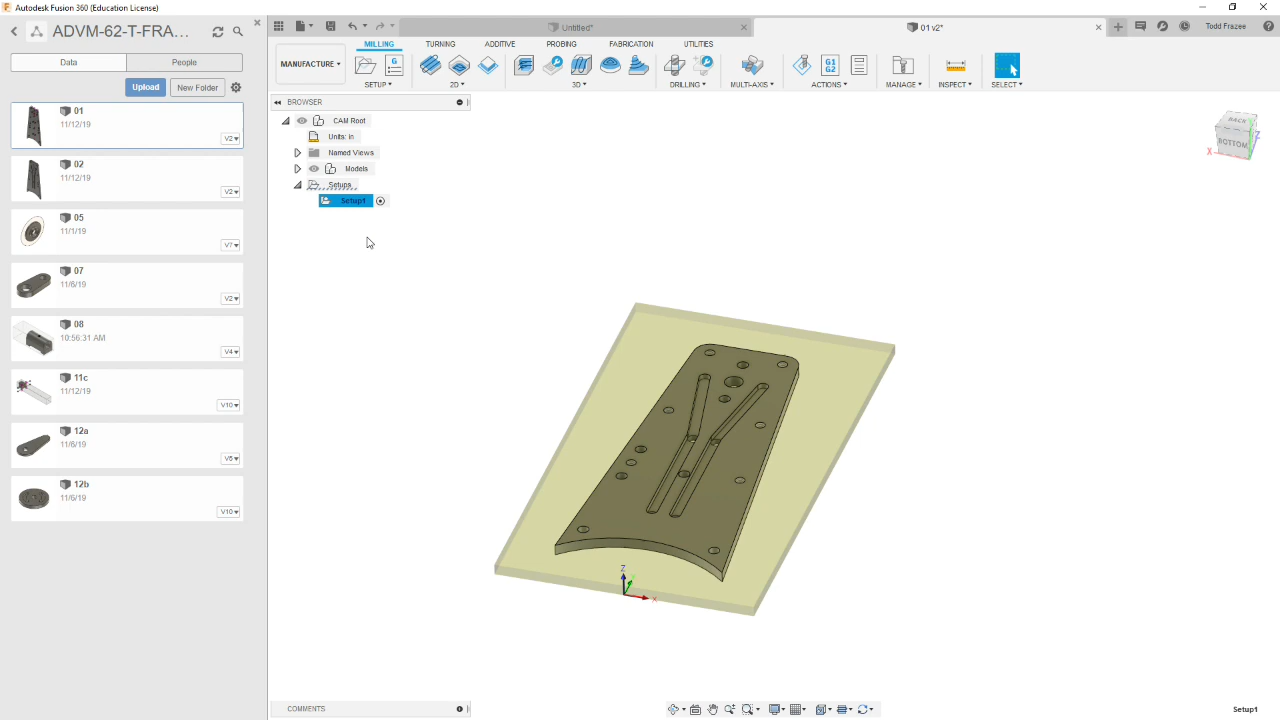 Autodesk Fusion 360 (Education License)
ADVM-62-T-FRA...
Untitled*
01 v2*
Todd Frazee
Data
People
Upload
New Folder
01
11/12/19
V2
02
11/12/19
V2
05
11/1/19
V7
07
11/6/19
V2
08
10:56:31 AM
V4
11c
11/12/19
V10
12a
11/6/19
V5
12b
11/6/19
V10
MANUFACTURE
MILLING
TURNING
ADDITIVE
PROBING
FABRICATION
UTILITIES
G
G1
G2
SETUP
2D
3D
DRILLING
MULTI-AXIS
ACTIONS
MANAGE
INSPECT
SELECT
BROWSER
CAM Root
Units: in
Named Views
Models
Setups
Setup1
BACK
BOTTOM
X
Z
Z
X
COMMENTS
Setup1